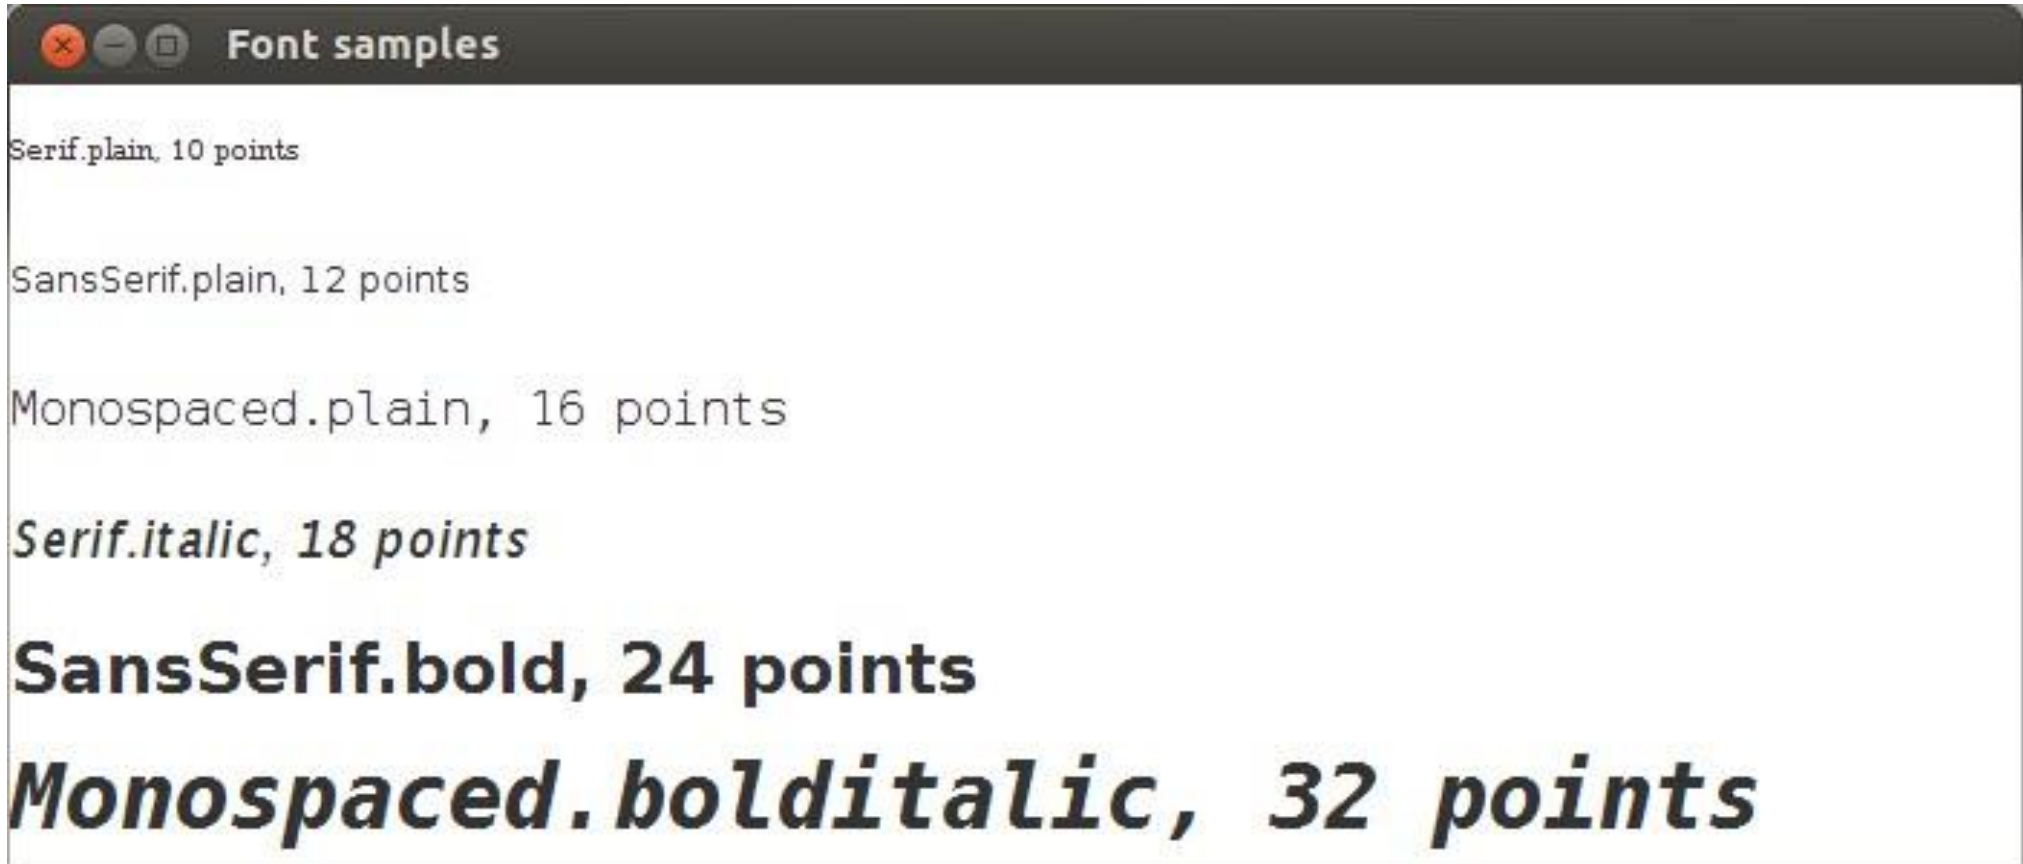 Font samples
Serif.plain, 10 points
SansSerif.plain, 12 points
Monospaced.plain, 16 points
Serif.italic, 18 points
SansSerif.bold, 24 points
Monospaced.bolditalic, 32 points